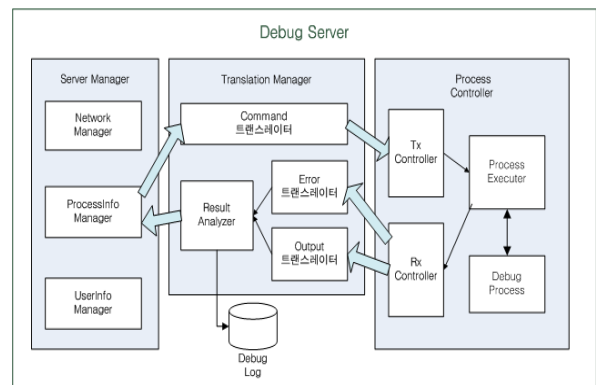 Debug Server
Server Manager
Network
Manager
ProcessInfo
Manager
UserInfo
Manager
Translation Manager
Command
트랜스레이터
Error
트랜스레이터
Result
Analyzer
Output
트랜스레이터
Debug
Log
Process
Controller
Tx
Controller
Process
Executer
Rx
Controller
Debug
Process